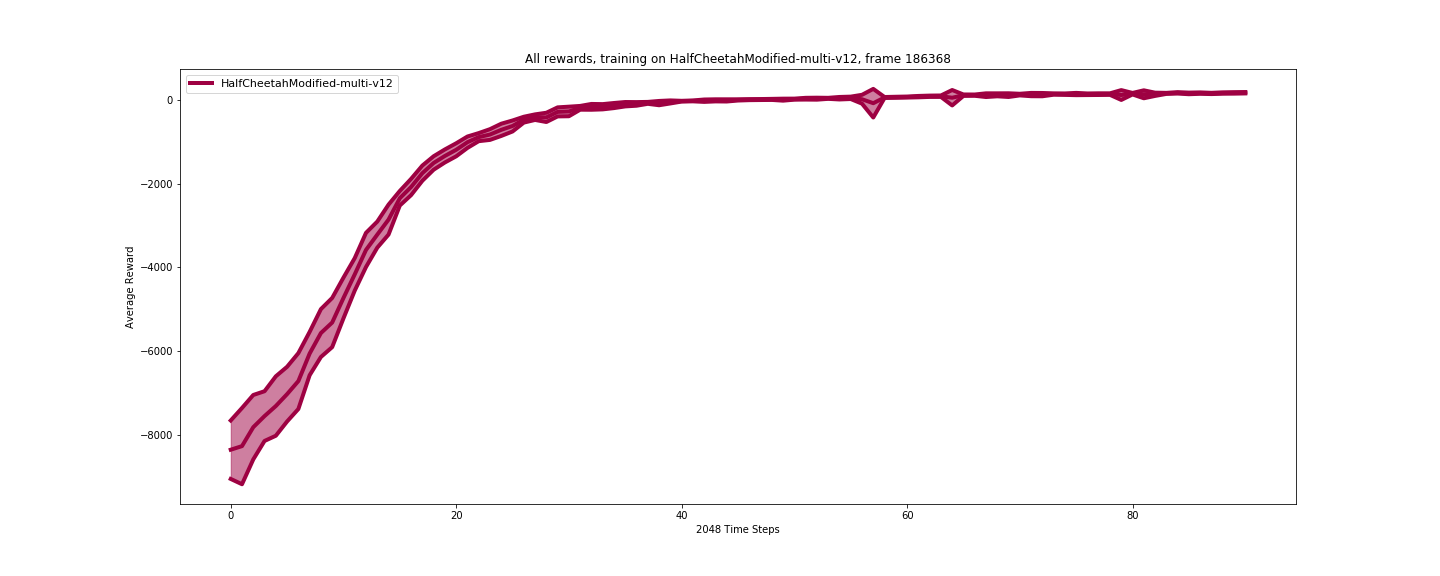 All rewards, training on HalfCheetahModified-multi-v12, frame 186368
HalfCheetahModified-multi-v12
Average Reward
0
−2000
−4000
−6000
−8000
0 20 40 60 80
2048 Time Steps